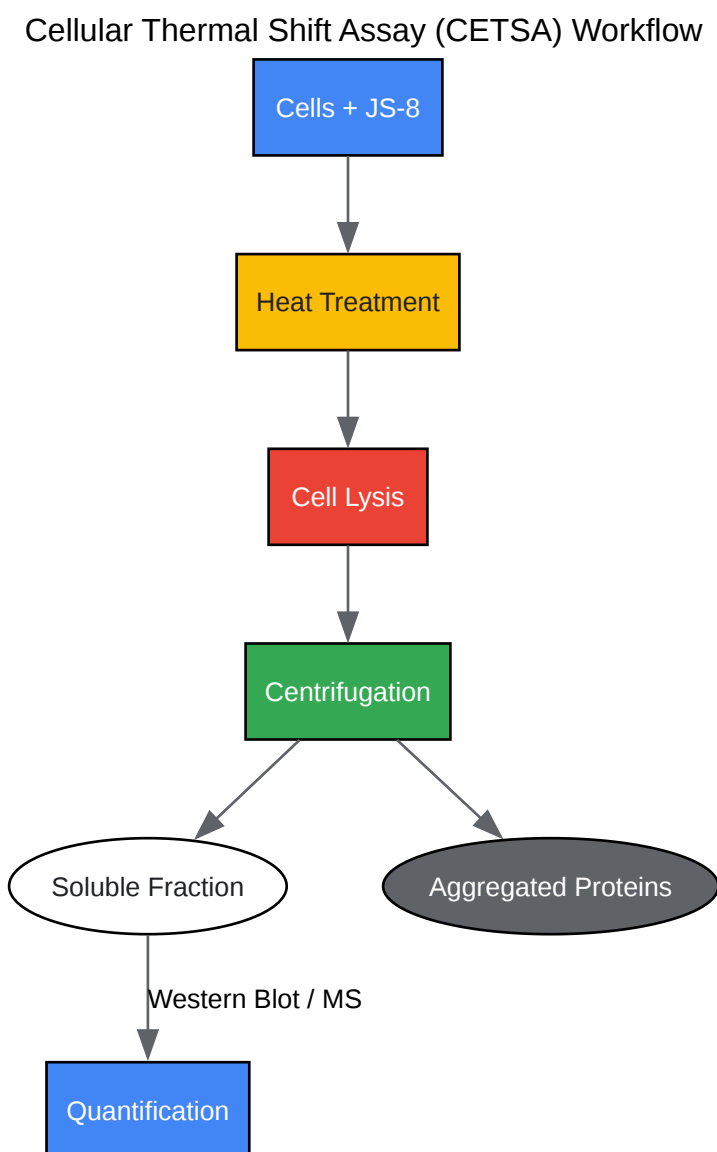 Cellular Thermal Shift Assay (CETSA) Workflow
Cells + JS-8
Heat Treatment
Cell Lysis
Centrifugation
Soluble Fraction
Aggregated Proteins
Western Blot / MS
Quantification